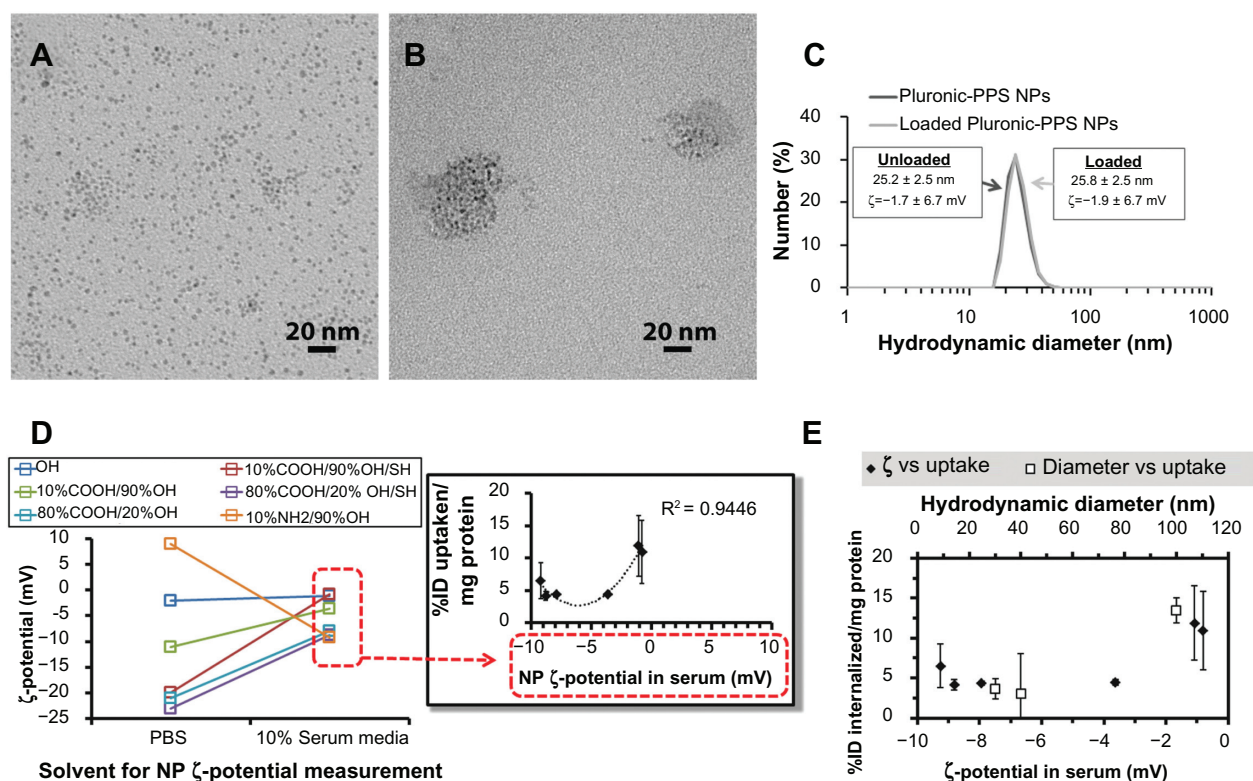 A
20 nm
B
20 nm
C
Pluronic-PPS NPs
Loaded Pluronic-PPS NPs
Number (%)
40
30
20
10
0
Unloaded
25.2 ± 2.5 nm
ζ=−1.7 ± 6.7 mV
Loaded
25.8 ± 2.5 nm
ζ=−1.9 ± 6.7 mV
1 10 100 1000
Hydrodynamic diameter (nm)
D
OH
10%COOH/90%OH/SH
10%COOH/90%OH
80%COOH/20% OH/SH
80%COOH/20%OH
10%NH2/90%OH
ζ-potential (mV)
10
5
0
−5
−10
−15
−20
−25
PBS 10% Serum media
Solvent for NP ζ-potential measurement
%ID uptaken/
mg protein
20
15
10
5
0
R² = 0.9446
−10 −5 0 5 10
NP ζ-potential in serum (mV)
E
ζ vs uptake Diameter vs uptake
Hydrodynamic diameter (nm)
0 20 40 60 80 100 120
%ID internalized/mg protein
20
15
10
5
0
−10 −8 −6 −4 −2 0
ζ-potential in serum (mV)